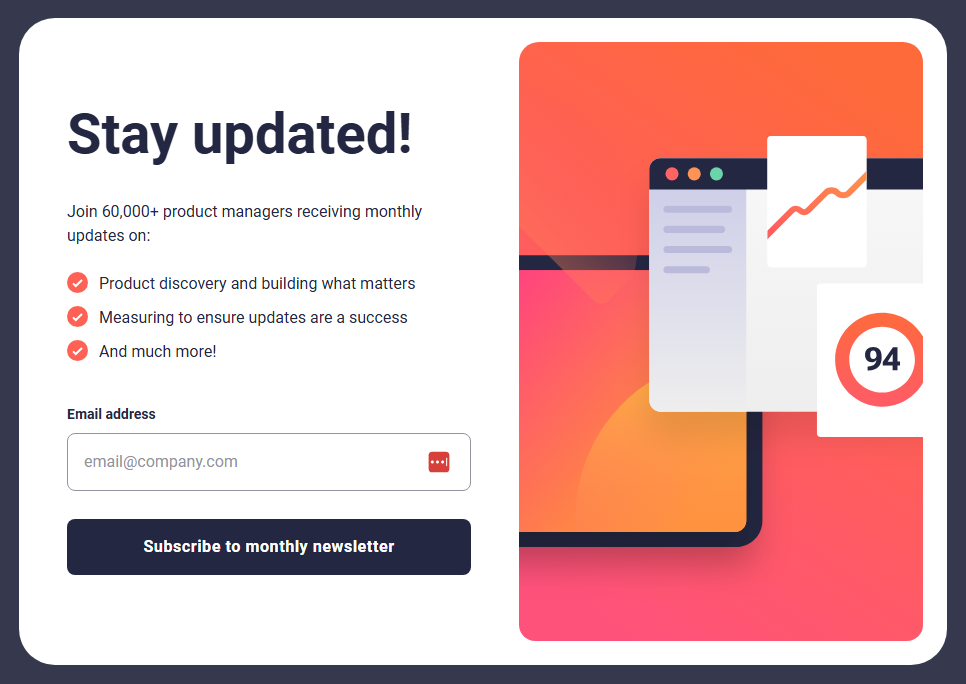 Stay updated!
Join 60,000+ product managers receiving monthly
updates on:
Product discovery and building what matters
Measuring to ensure updates are a success
And much more!
Email address
email@company.com
Subscribe to monthly newsletter
94